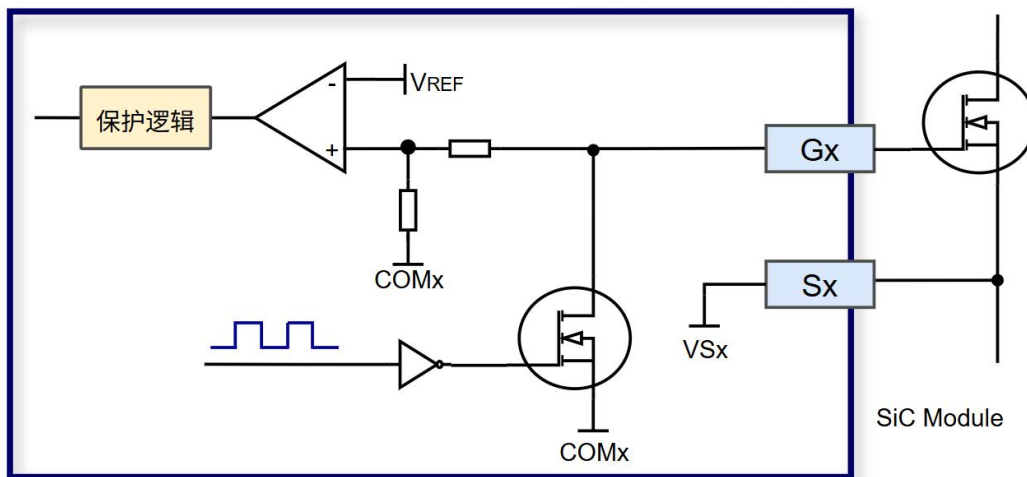 -
VREF
保护逻辑
+
Gx
COMx
Sx
VSx
SiC Module
COMx